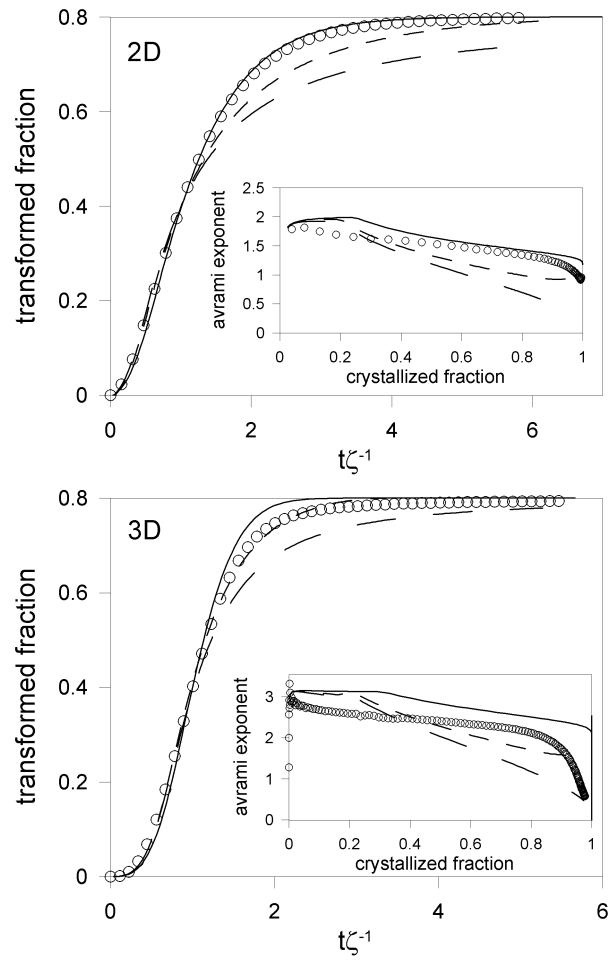 0.8
2D
0.6
transformed fraction
0.4
0.2
0
0 2 4 6
tζ⁻¹
2.5
2
1.5
1
0.5
0
avrami exponent
0 0.2 0.4 0.6 0.8 1
crystallized fraction
0.8
3D
0.6
transformed fraction
0.4
0.2
0
0 2 4 6
tζ⁻¹
3
2
1
0
avrami exponent
0 0.2 0.4 0.6 0.8 1
crystallized fraction